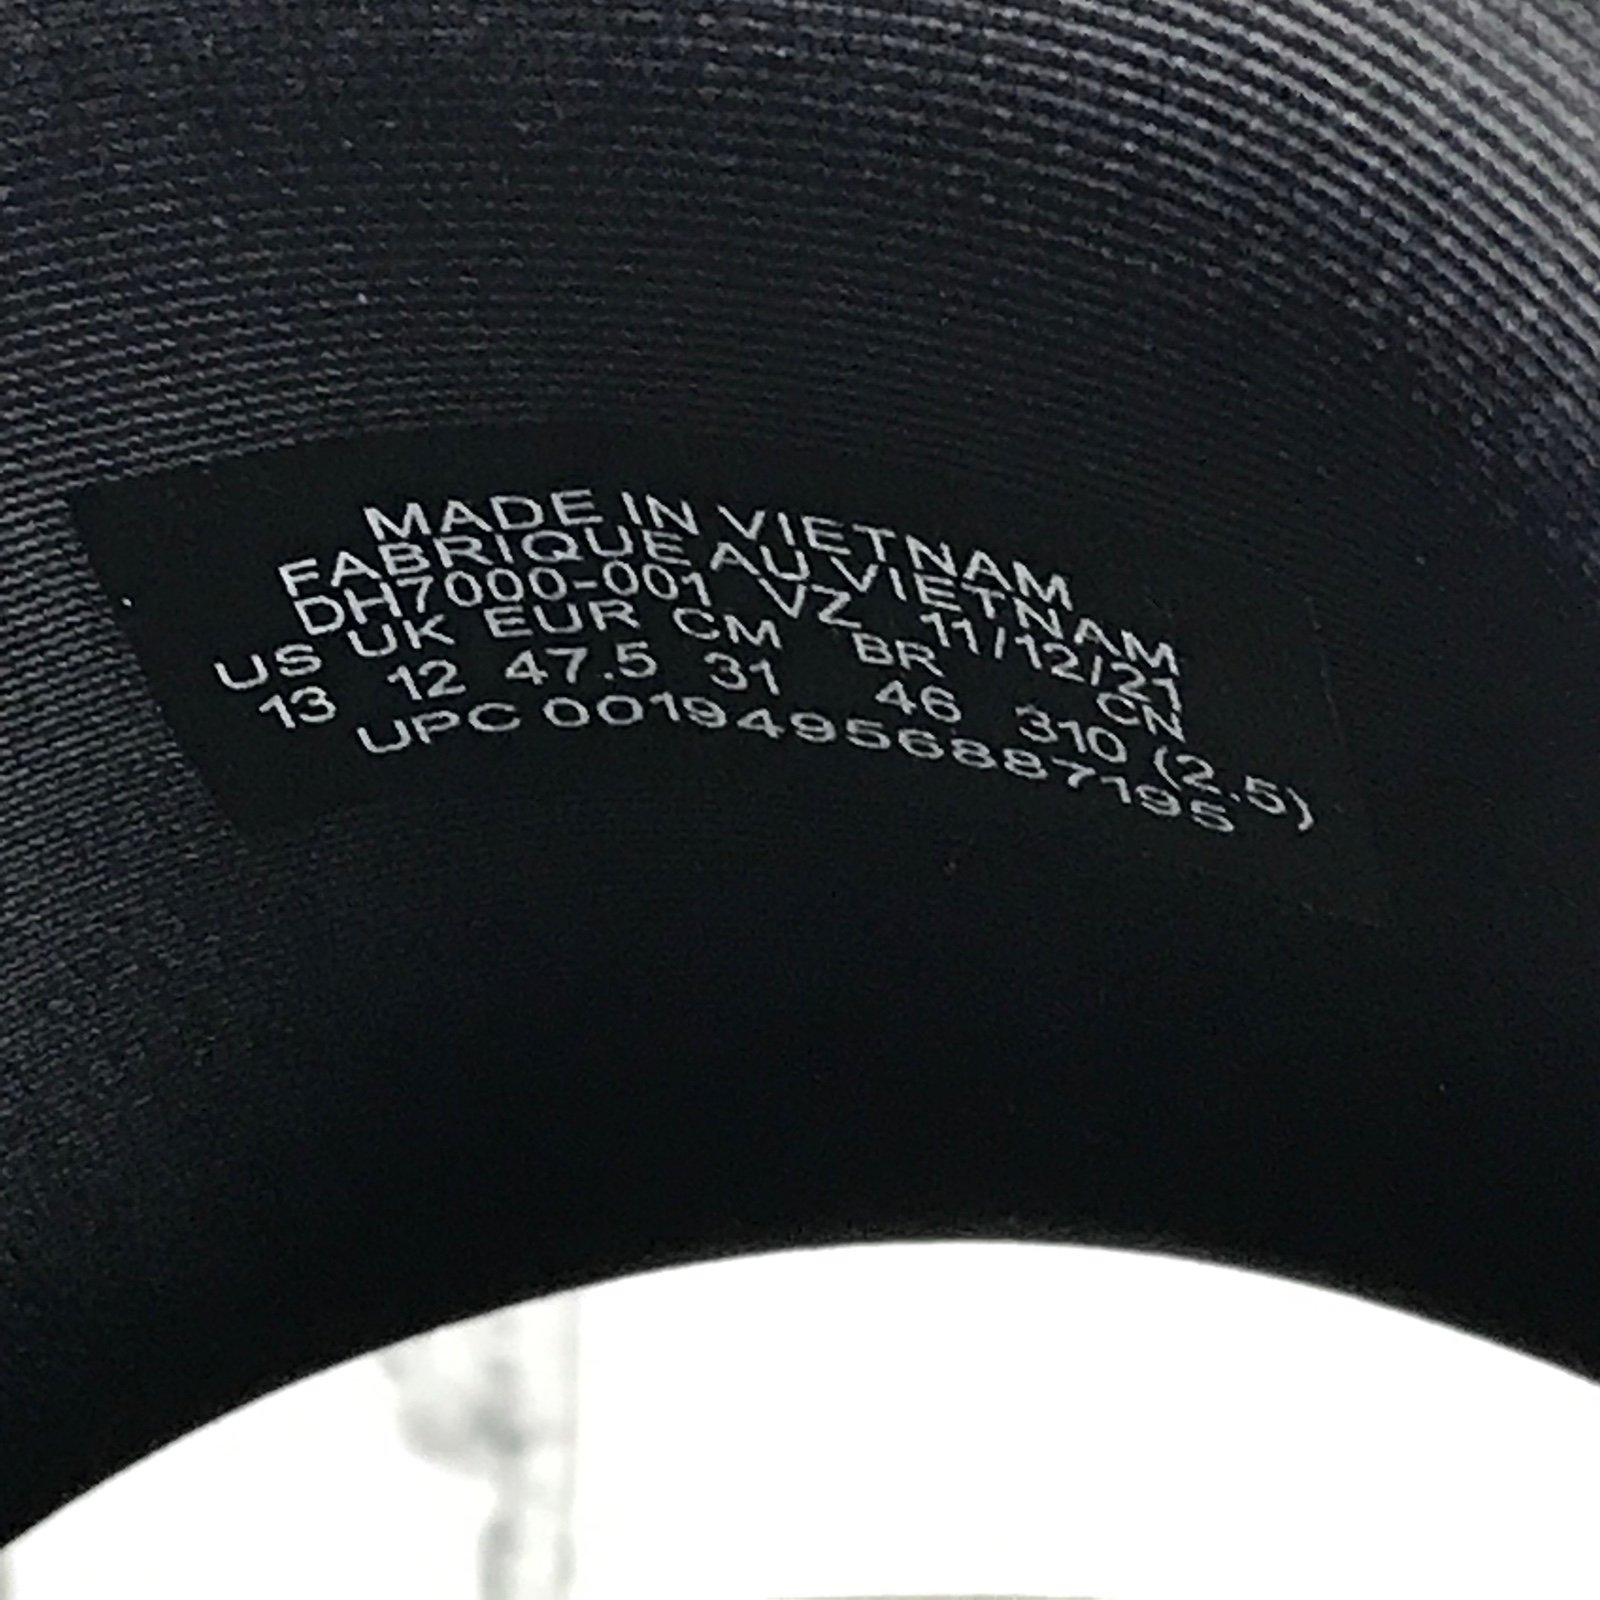 MADE IN VIETNAM
FABRIQUE AU VIETNAM
DH7000-001 VZ 11/12/21
US UK EUR CM BR CN
13 12 47.5 31 46 310 (2.5)
UPC 00194956887195